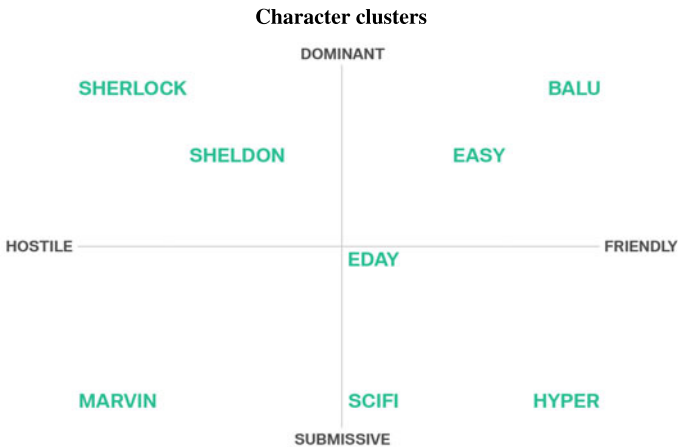 Character clusters
DOMINANT
SHERLOCK
BALU
SHELDON
EASY
HOSTILE
FRIENDLY
EDAY
MARVIN
SCIFI
HYPER
SUBMISSIVE